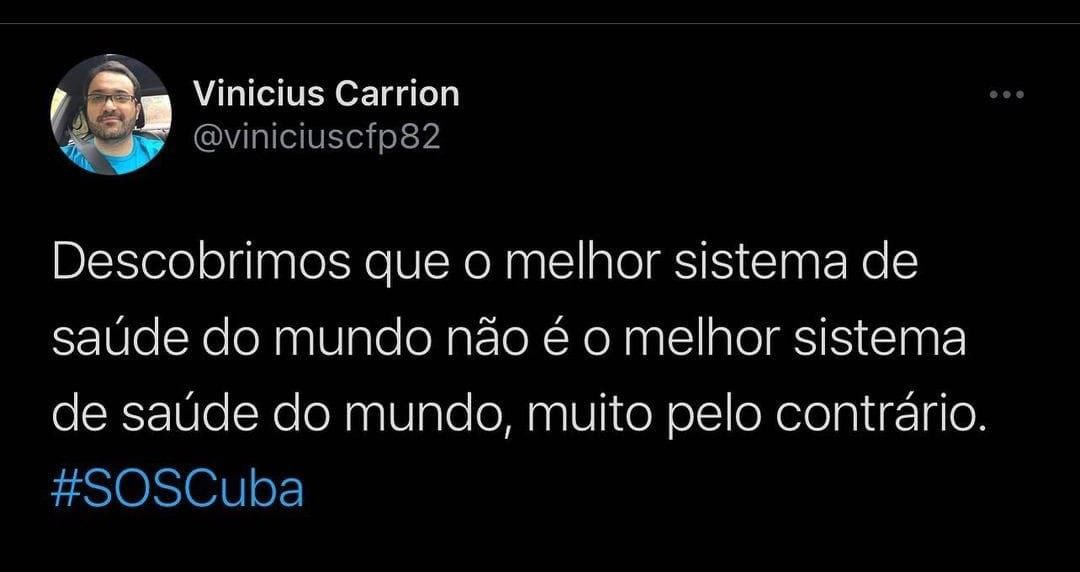 Vinicius Carrion
@viniciuscfp82
Descobrimos que o melhor sistema de
saúde do mundo não é o melhor sistema
de saúde do mundo, muito pelo contrário.
#SOSCuba